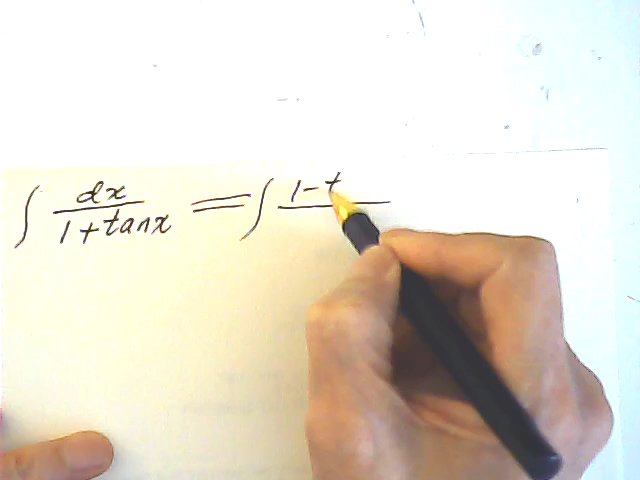 ∫ dx / (1 + tanx) = ∫ (1 - t